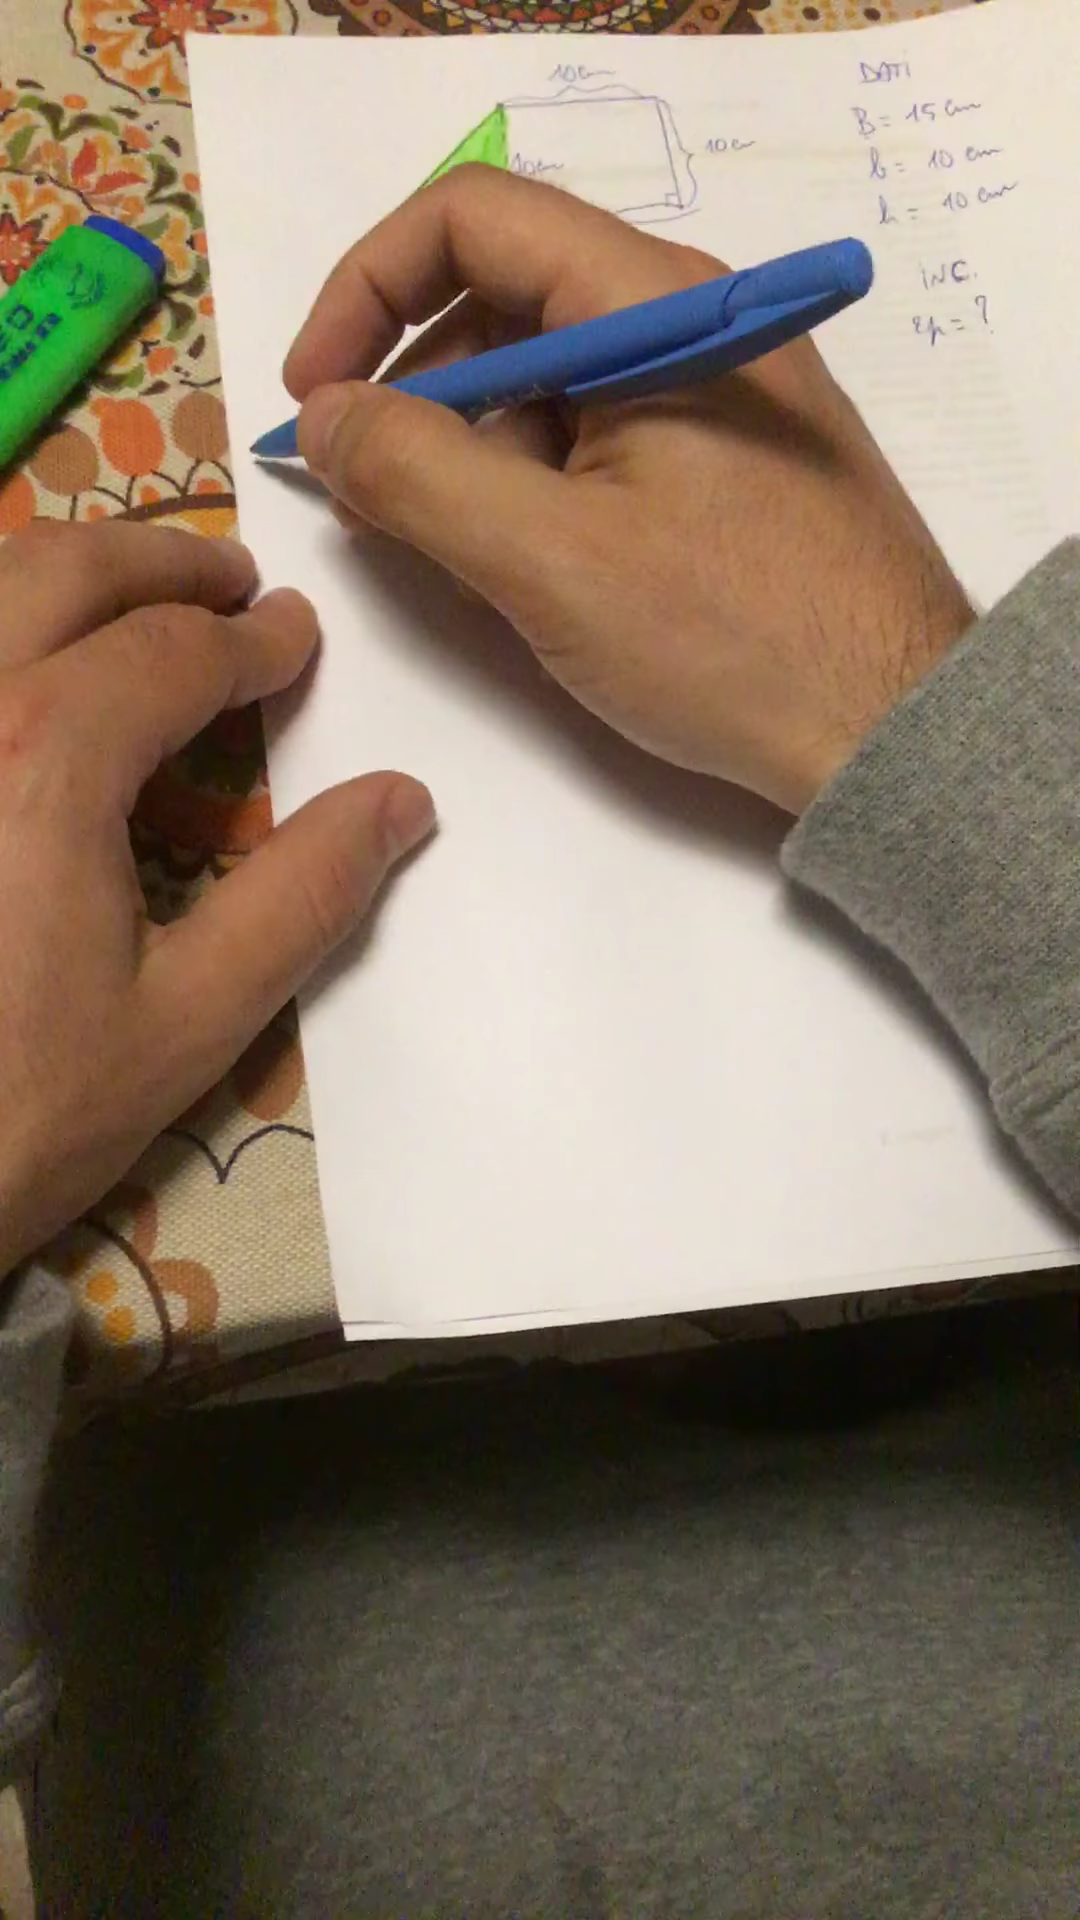 10cm
10cm
10cm
DATI
B = 15 cm
b = 10 cm
h = 10 cm
INC.
2p = ?